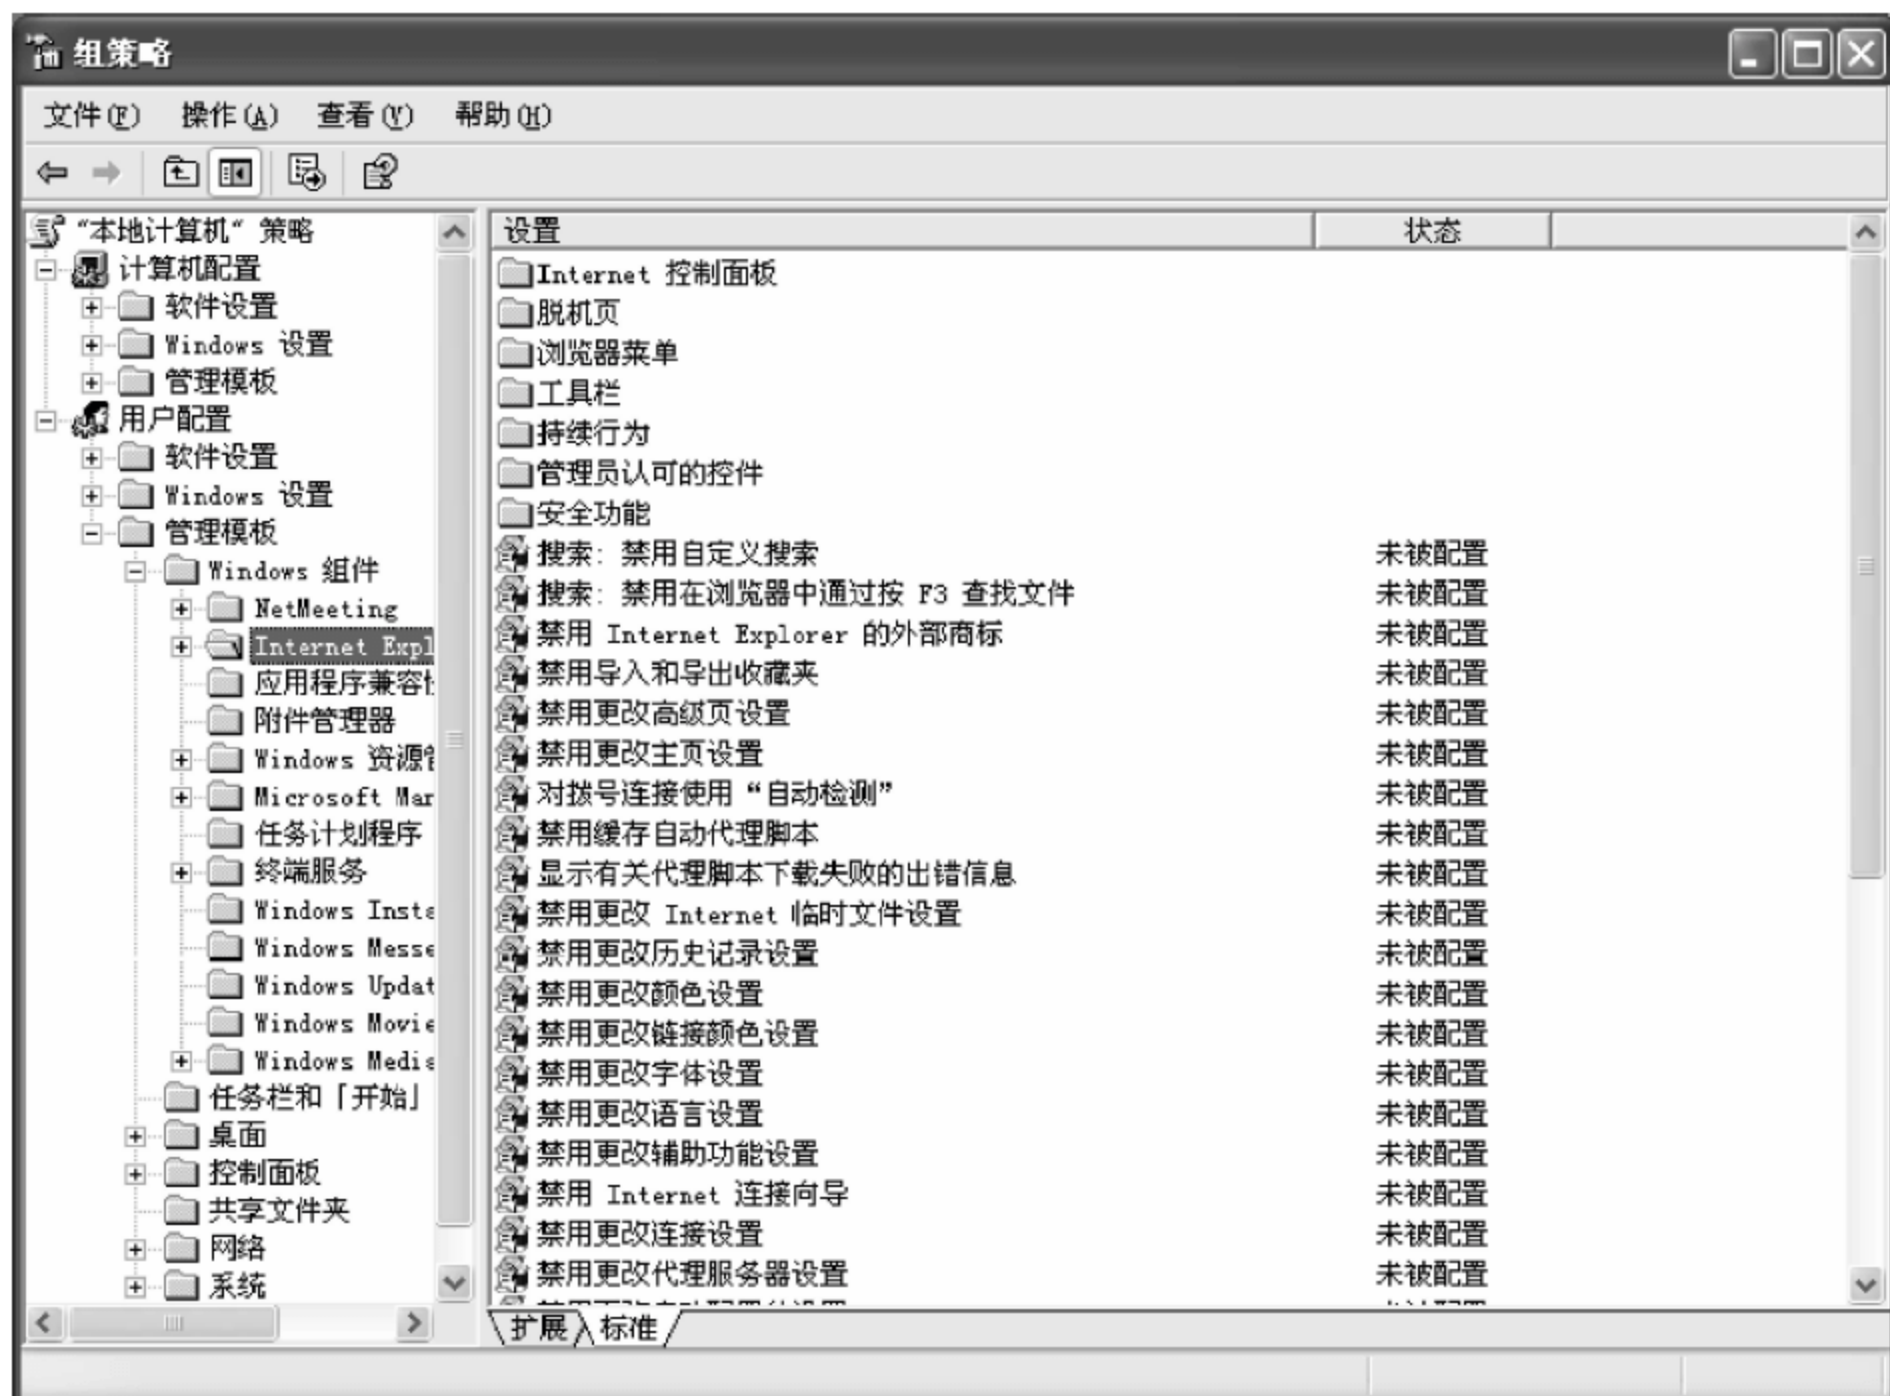 组策略
文件(F) 操作(A) 查看(V) 帮助(H)
“本地计算机“ 策略
计算机配置
软件设置
Windows 设置
管理模板
用户配置
软件设置
Windows 设置
管理模板
Windows 组件
NetMeeting
Internet Expl
应用程序兼容
附件管理器
Windows 资源
Microsoft Mar
任务计划程序
终端服务
Windows Insta
Windows Messe
Windows Updat
Windows Movie
Windows Media
任务栏和「开始」
桌面
控制面板
共享文件夹
网络
系统
设置 状态
Internet 控制面板
脱机页
浏览器菜单
工具栏
持续行为
管理员认可的控件
安全功能
搜索: 禁用自定义搜索 未被配置
搜索: 禁用在浏览器中通过按 F3 查找文件 未被配置
禁用 Internet Explorer 的外部商标 未被配置
禁用导入和导出收藏夹 未被配置
禁用更改高级页设置 未被配置
禁用更改主页设置 未被配置
对拨号连接使用“自动检测” 未被配置
禁用缓存自动代理脚本 未被配置
显示有关代理脚本下载失败的出错信息 未被配置
禁用更改 Internet 临时文件设置 未被配置
禁用更改历史记录设置 未被配置
禁用更改颜色设置 未被配置
禁用更改链接颜色设置 未被配置
禁用更改字体设置 未被配置
禁用更改语言设置 未被配置
禁用更改辅助功能设置 未被配置
禁用 Internet 连接向导 未被配置
禁用更改连接设置 未被配置
禁用更改代理服务器设置 未被配置
扩展 标准